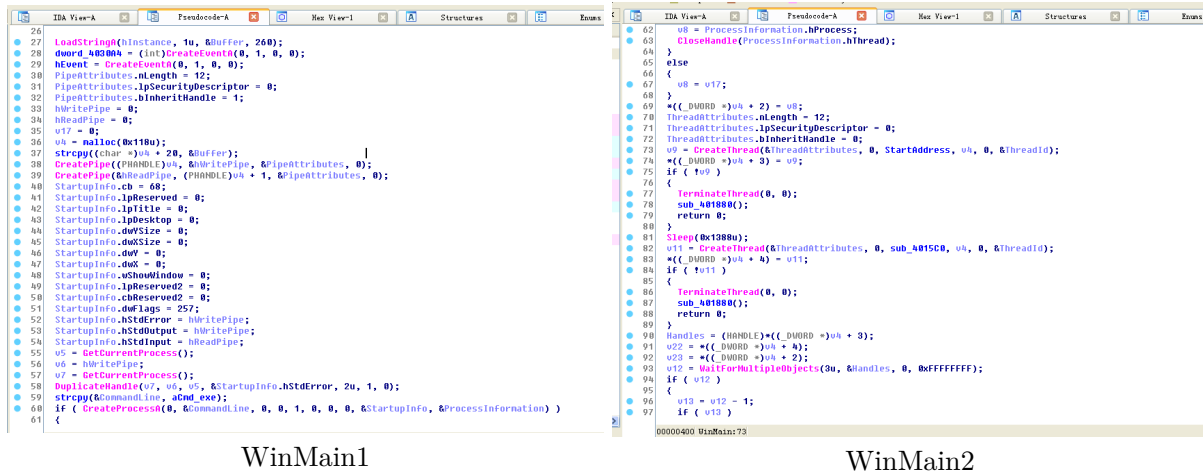 IDA View-A Pseudocode-A Hex View-1 Structures Enums
26
27 LoadStringA(hInstance, 1u, &Buffer, 260);
28 dword_4030A4 = (int)CreateEventA(0, 1, 0, 0);
29 hEvent = CreateEventA(0, 1, 0, 0);
30 PipeAttributes.nLength = 12;
31 PipeAttributes.lpSecurityDescriptor = 0;
32 PipeAttributes.bInheritHandle = 1;
33 hWritePipe = 0;
34 hReadPipe = 0;
35 v17 = 0;
36 v4 = malloc(0x118u);
37 strcpy((char *)v4 + 20, &Buffer);
38 CreatePipe((PHANDLE)v4, &hWritePipe, &PipeAttributes, 0);
39 CreatePipe(&hReadPipe, (PHANDLE)v4 + 1, &PipeAttributes, 0);
40 StartupInfo.cb = 68;
41 StartupInfo.lpReserved = 0;
42 StartupInfo.lpTitle = 0;
43 StartupInfo.lpDesktop = 0;
44 StartupInfo.dwYSize = 0;
45 StartupInfo.dwXSize = 0;
46 StartupInfo.dwY = 0;
47 StartupInfo.dwX = 0;
48 StartupInfo.wShowWindow = 0;
49 StartupInfo.lpReserved2 = 0;
50 StartupInfo.cbReserved2 = 0;
51 StartupInfo.dwFlags = 257;
52 StartupInfo.hStdError = hWritePipe;
53 StartupInfo.hStdOutput = hWritePipe;
54 StartupInfo.hStdInput = hReadPipe;
55 v5 = GetCurrentProcess();
56 v6 = hWritePipe;
57 v7 = GetCurrentProcess();
58 DuplicateHandle(v7, v6, v5, &StartupInfo.hStdError, 2u, 1, 0);
59 strcpy(&CommandLine, aCmd_exe);
60 if ( CreateProcessA(0, &CommandLine, 0, 0, 1, 0, 0, 0, &StartupInfo, &ProcessInformation) )
61 {
WinMain1
IDA View-A Pseudocode-A Hex View-1 Structures Enums
62 v8 = ProcessInformation.hProcess;
63 CloseHandle(ProcessInformation.hThread);
64 }
65 else
66 {
67 v8 = v17;
68 }
69 *((_DWORD *)v4 + 2) = v8;
70 ThreadAttributes.nLength = 12;
71 ThreadAttributes.lpSecurityDescriptor = 0;
72 ThreadAttributes.bInheritHandle = 0;
73 v9 = CreateThread(&ThreadAttributes, 0, StartAddress, v4, 0, &ThreadId);
74 *((_DWORD *)v4 + 3) = v9;
75 if ( !v9 )
76 {
77 TerminateThread(0, 0);
78 sub_401880();
79 return 0;
80 }
81 Sleep(0x1388u);
82 v11 = CreateThread(&ThreadAttributes, 0, sub_4015C0, v4, 0, &ThreadId);
83 *((_DWORD *)v4 + 4) = v11;
84 if ( !v11 )
85 {
86 TerminateThread(0, 0);
87 sub_401880();
88 return 0;
89 }
90 Handles = (HANDLE)*((_DWORD *)v4 + 3);
91 v22 = *((_DWORD *)v4 + 4);
92 v23 = *((_DWORD *)v4 + 2);
93 v12 = WaitForMultipleObjects(3u, &Handles, 0, 0xFFFFFFFF);
94 if ( v12 )
95 {
96 v13 = v12 - 1;
97 if ( v13 )
00000400 WinMain:73
WinMain2